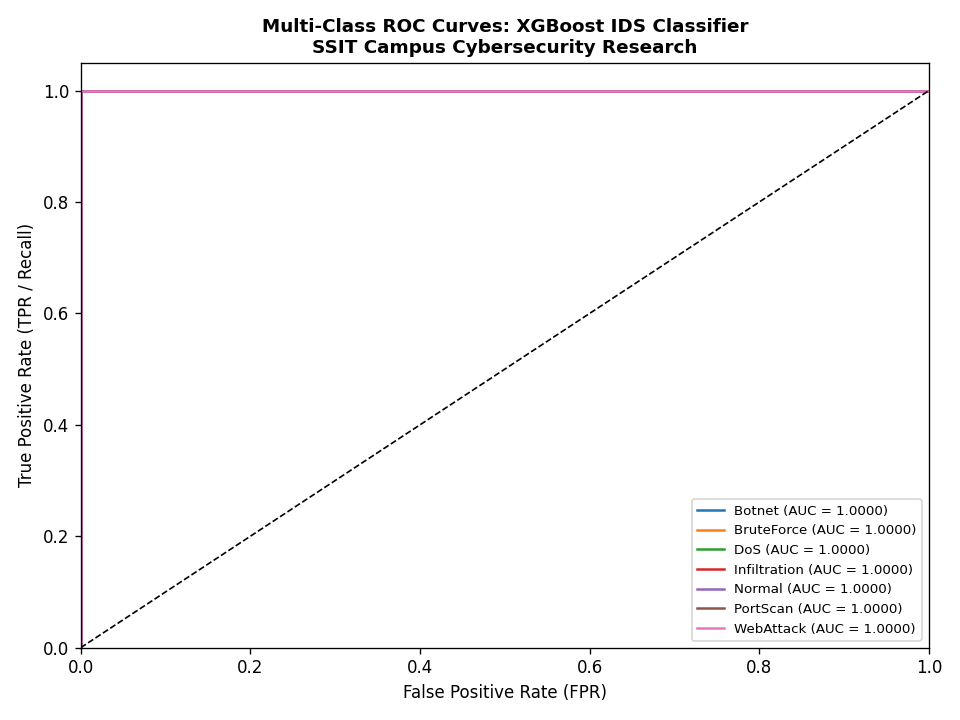 Multi-Class ROC Curves: XGBoost IDS Classifier
SSIT Campus Cybersecurity Research
True Positive Rate (TPR / Recall)
1.0
0.8
0.6
0.4
0.2
0.0
0.0 0.2 0.4 0.6 0.8 1.0
False Positive Rate (FPR)
Botnet (AUC = 1.0000)
BruteForce (AUC = 1.0000)
DoS (AUC = 1.0000)
Infiltration (AUC = 1.0000)
Normal (AUC = 1.0000)
PortScan (AUC = 1.0000)
WebAttack (AUC = 1.0000)